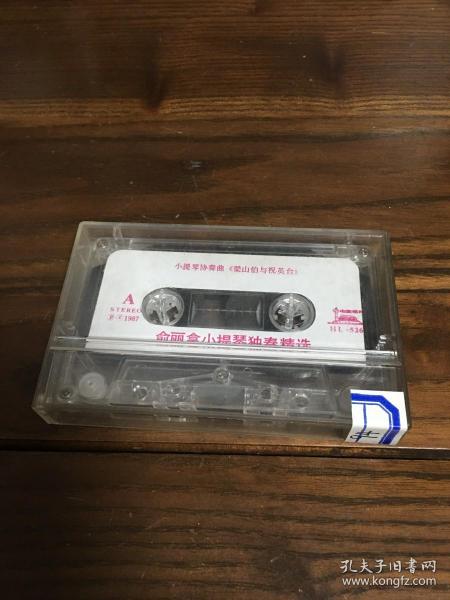 小提琴协奏曲《梁山伯与祝英台》
A
STEREO
1987
HL-536
俞丽拿小提琴独奏精选
孔夫子旧书网
www.kongfz.com